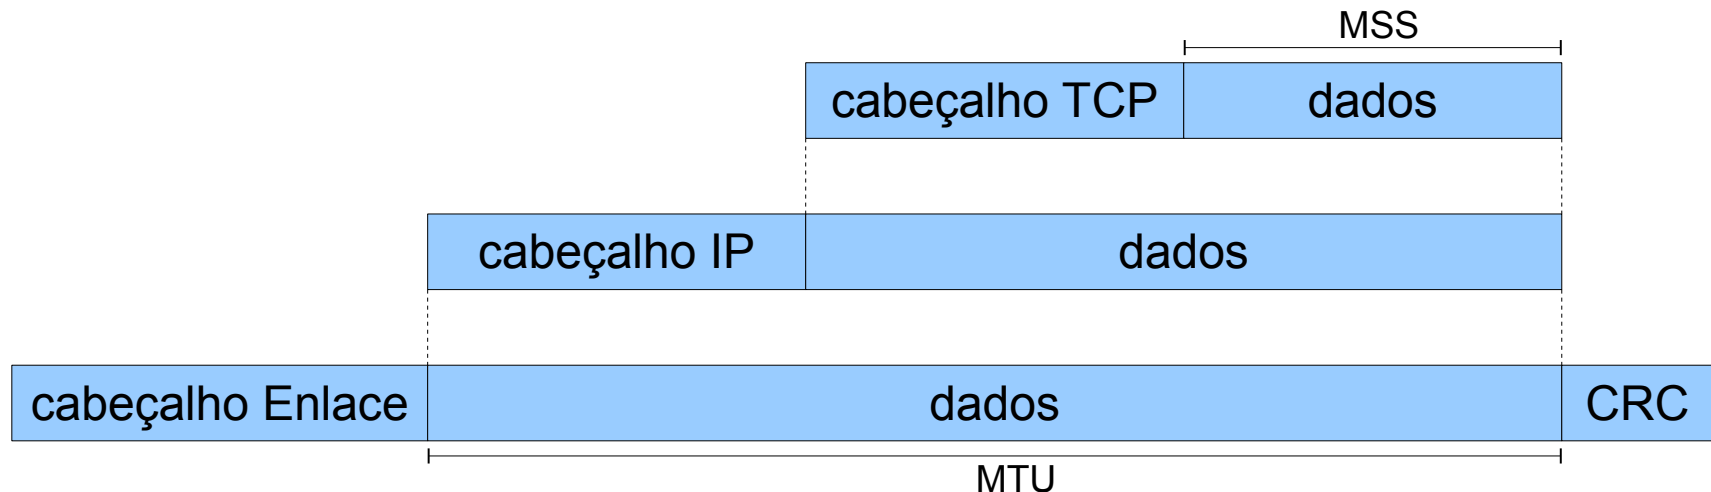 MSS
cabeçalho TCP dados
cabeçalho IP dados
cabeçalho Enlace dados CRC
MTU